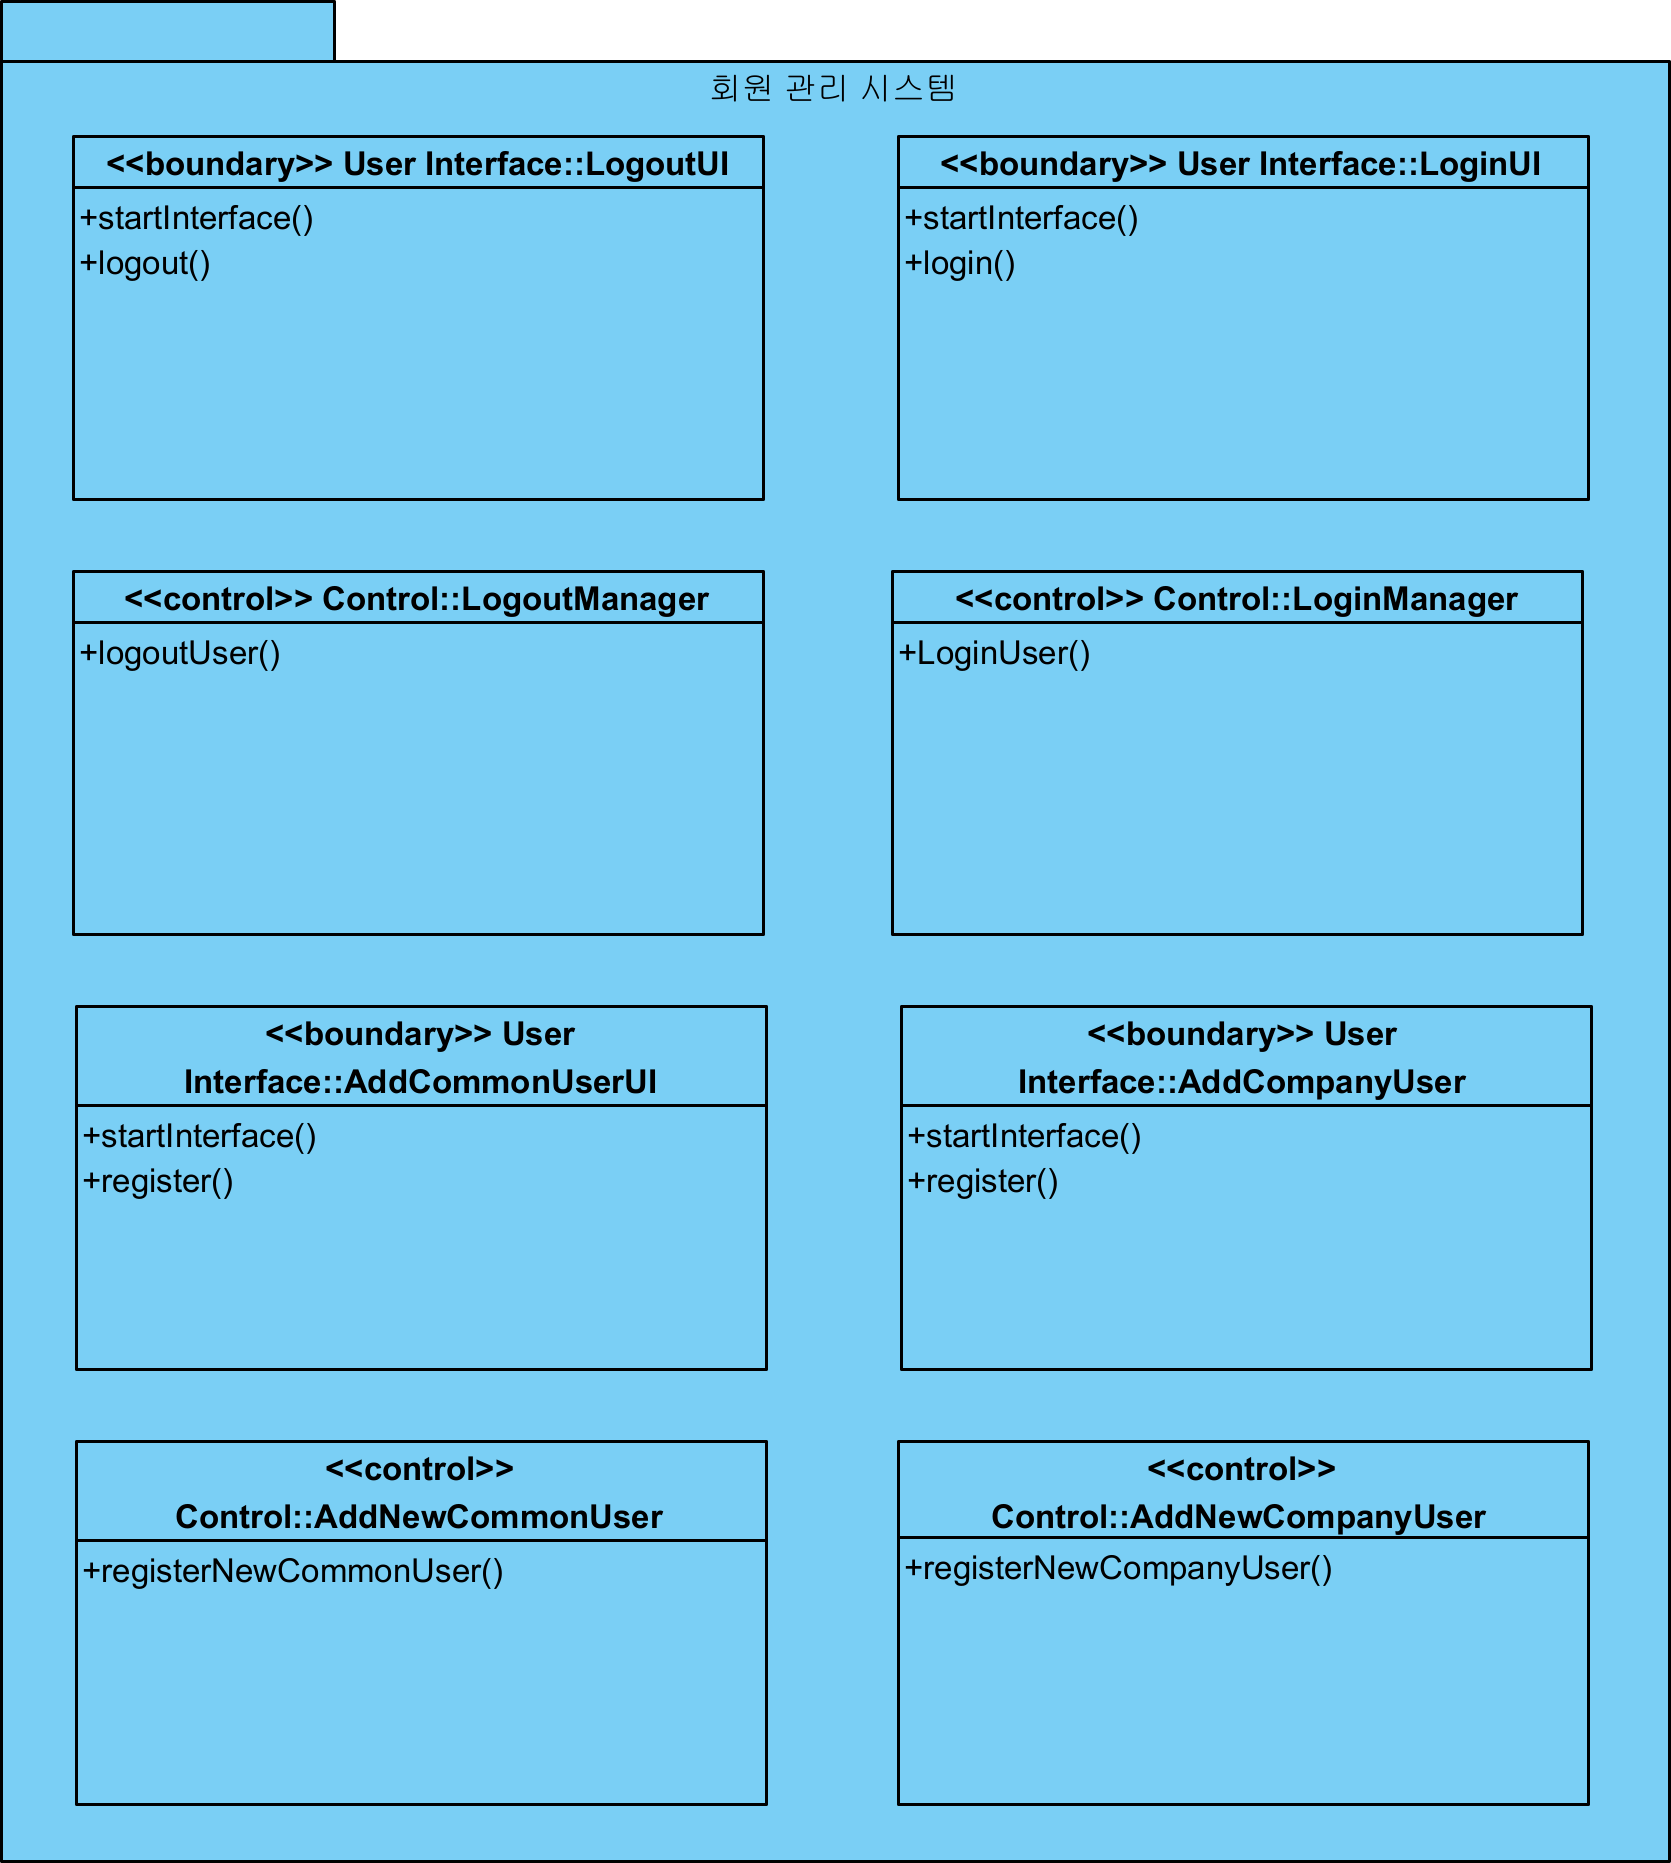 회원 관리 시스템
<<boundary>> User Interface::LogoutUI
+startInterface()
+logout()
<<boundary>> User Interface::LoginUI
+startInterface()
+login()
<<control>> Control::LogoutManager
+logoutUser()
<<control>> Control::LoginManager
+LoginUser()
<<boundary>> User
Interface::AddCommonUserUI
+startInterface()
+register()
<<boundary>> User
Interface::AddCompanyUser
+startInterface()
+register()
<<control>>
Control::AddNewCommonUser
+registerNewCommonUser()
<<control>>
Control::AddNewCompanyUser
+registerNewCompanyUser()